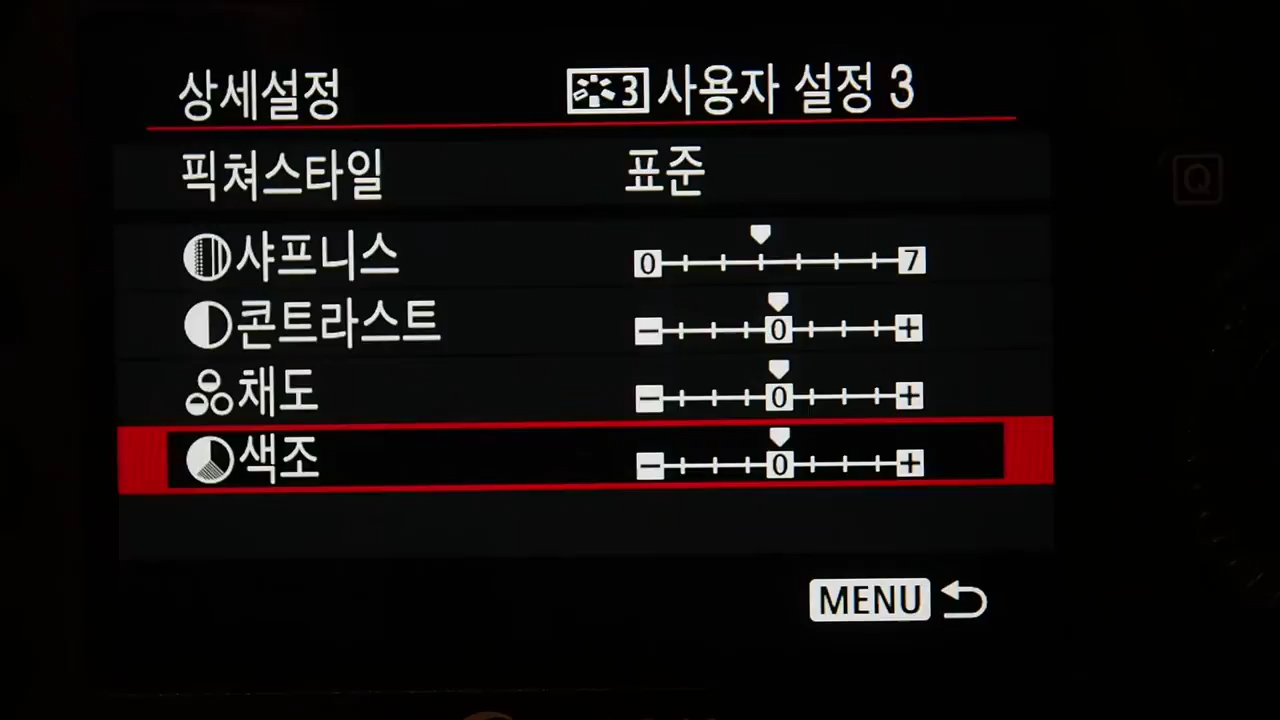 상세설정 3 사용자 설정 3
픽쳐스타일 표준
샤프니스 0 7
콘트라스트 − 0 +
채도 − 0 +
색조 − 0 +
MENU
Q